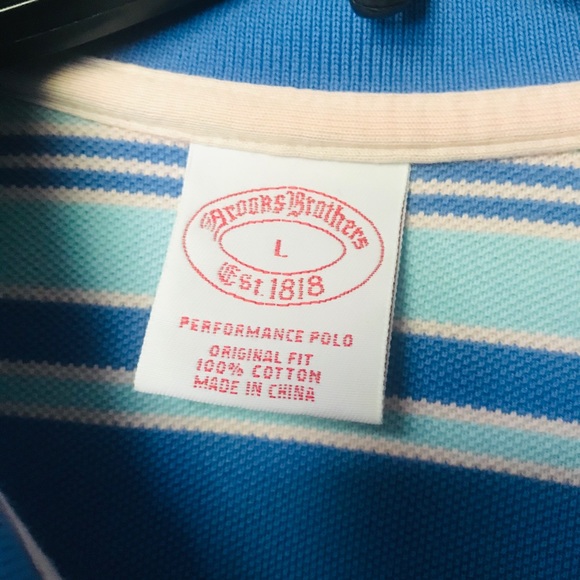 Brooks Brothers
L
Est. 1818
PERFORMANCE POLO
ORIGINAL FIT
100% COTTON
MADE IN CHINA